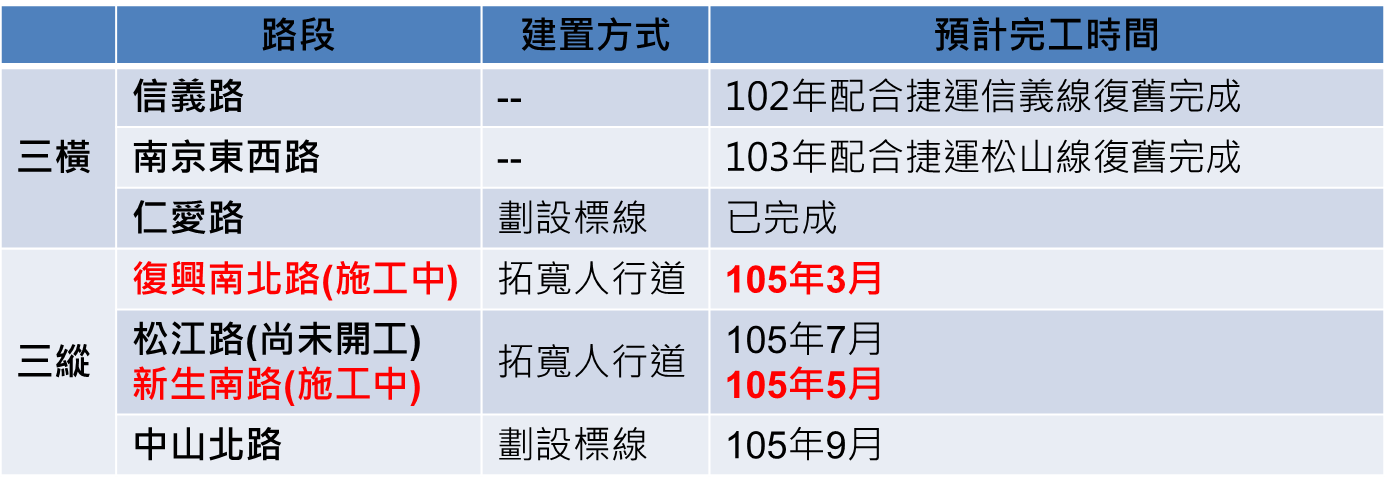 路段 建置方式 預計完工時間
三橫
信義路 -- 102年配合捷運信義線復舊完成
南京東西路 -- 103年配合捷運松山線復舊完成
仁愛路 劃設標線 已完成
三縱
復興南北路(施工中) 拓寬人行道 105年3月
松江路(尚未開工) 105年7月
拓寬人行道
新生南路(施工中) 105年5月
中山北路 劃設標線 105年9月